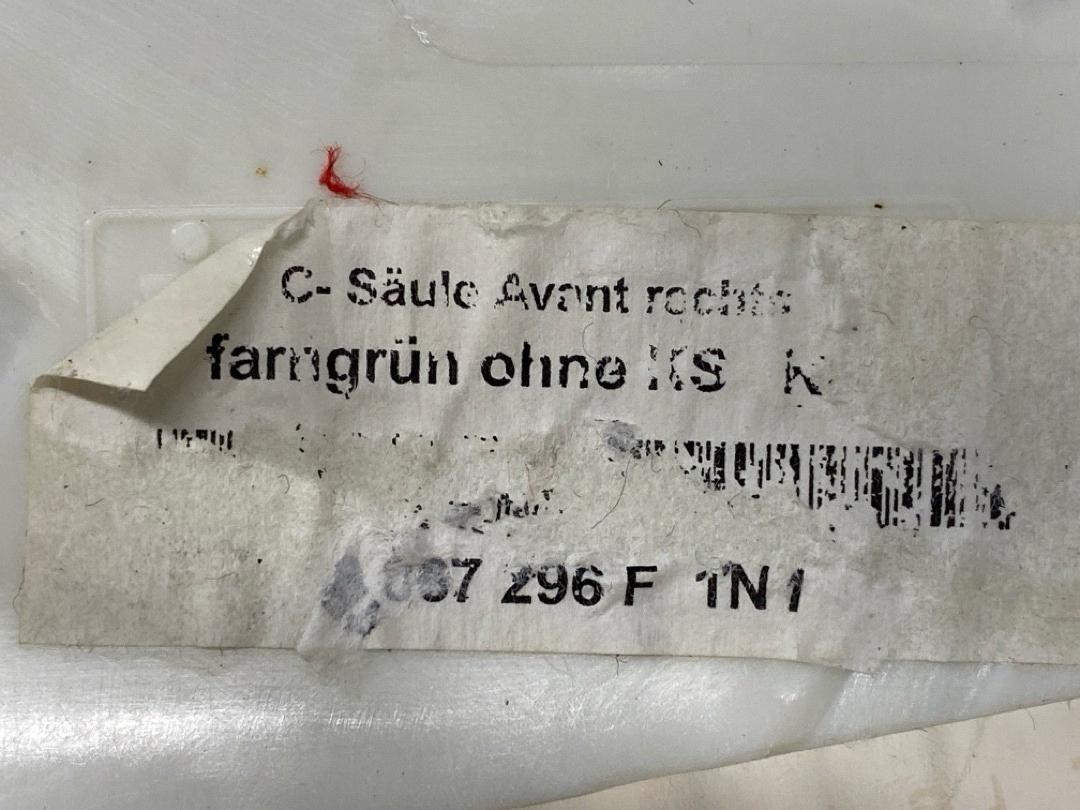 C- Säule Avant rechts
farngrün ohne KS K
867 296 F 1N1